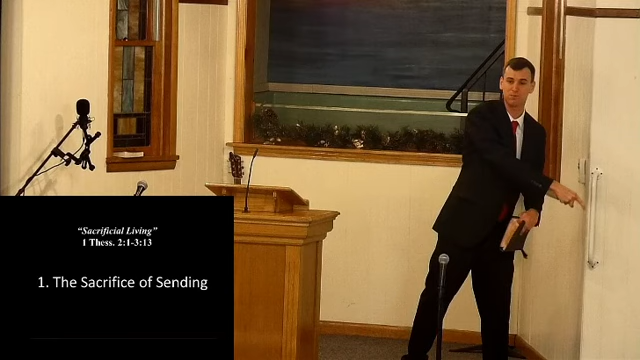 “Sacrificial Living”
1 Thess. 2:1-3:13
1. The Sacrifice of Sending